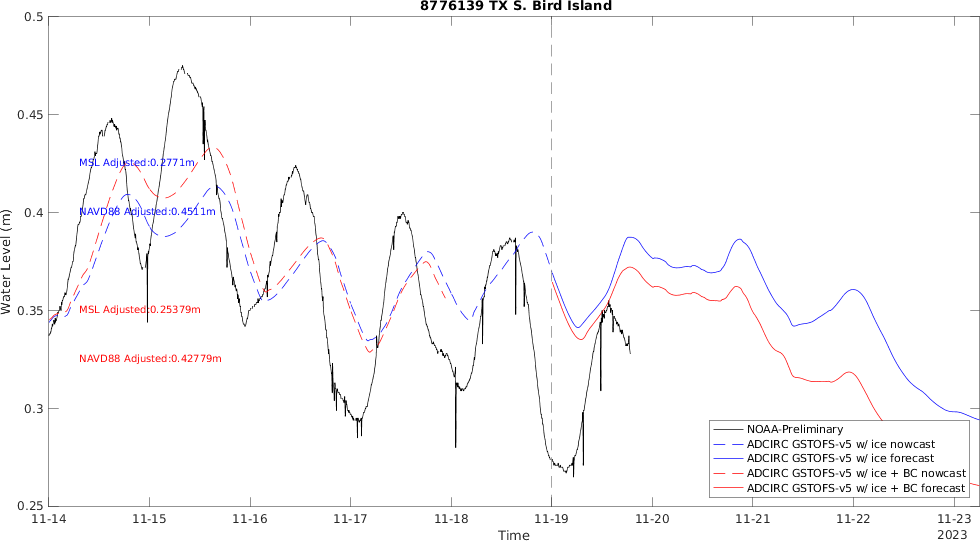 8776139 TX S. Bird Island
Water Level (m)
0.5
0.45
0.4
0.35
0.3
0.25
MSL Adjusted:0.2771m
NAVD88 Adjusted:0.4511m
MSL Adjusted:0.25379m
NAVD88 Adjusted:0.42779m
NOAA-Preliminary
ADCIRC GSTOFS-v5 w/ ice nowcast
ADCIRC GSTOFS-v5 w/ ice forecast
ADCIRC GSTOFS-v5 w/ ice + BC nowcast
ADCIRC GSTOFS-v5 w/ ice + BC forecast
11-14 11-15 11-16 11-17 11-18 11-19 11-20 11-21 11-22 11-23
2023
Time